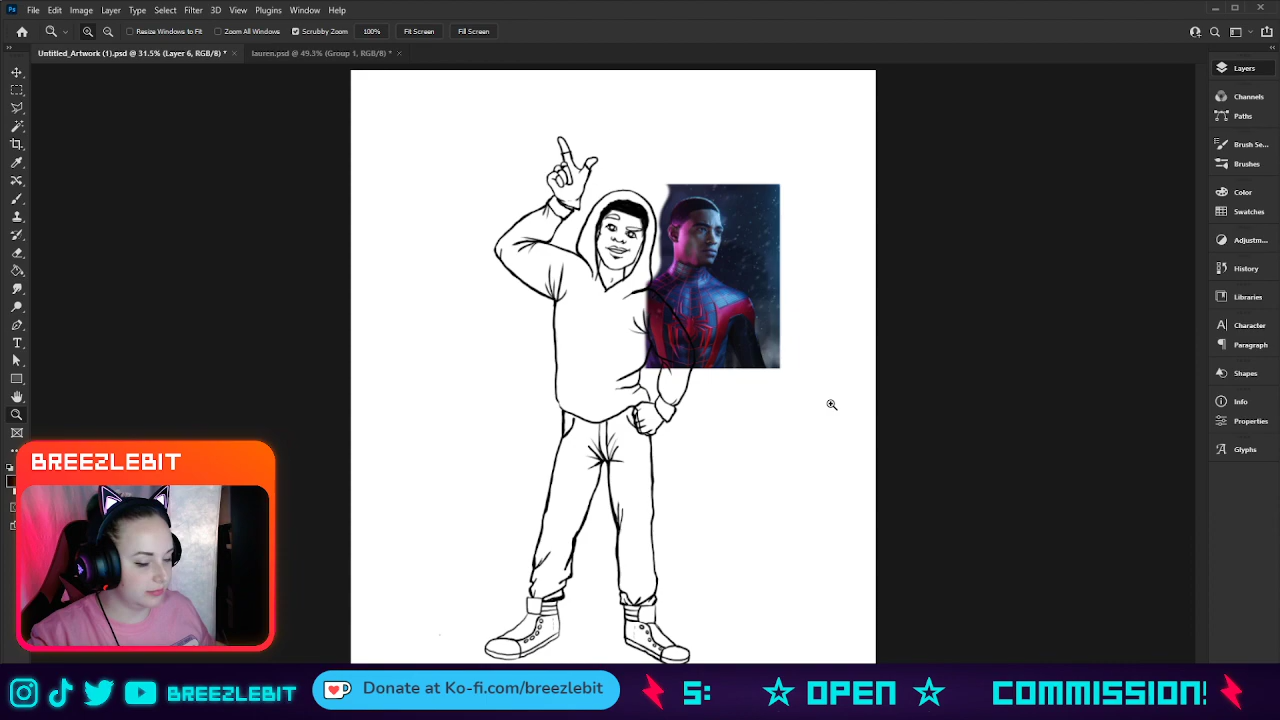 Ps File Edit Image Layer Type Select Filter 3D View Plugins Window Help
Resize Windows to Fit Zoom All Windows Scrubby Zoom 100% Fit Screen Fill Screen
Untitled_Artwork (1).psd @ 31.5% (Layer 6, RGB/8) * × lauren.psd @ 49.3% (Group 1, RGB/8) * ×
Layers
Channels
Paths
Brush Se...
Brushes
Color
Swatches
Adjustm...
History
Libraries
Character
Paragraph
Shapes
Info
Properties
Glyphs
BREEZLEBIT
BREEZLEBIT Donate at Ko-fi.com/breezlebit S: OPEN COMMISSION!